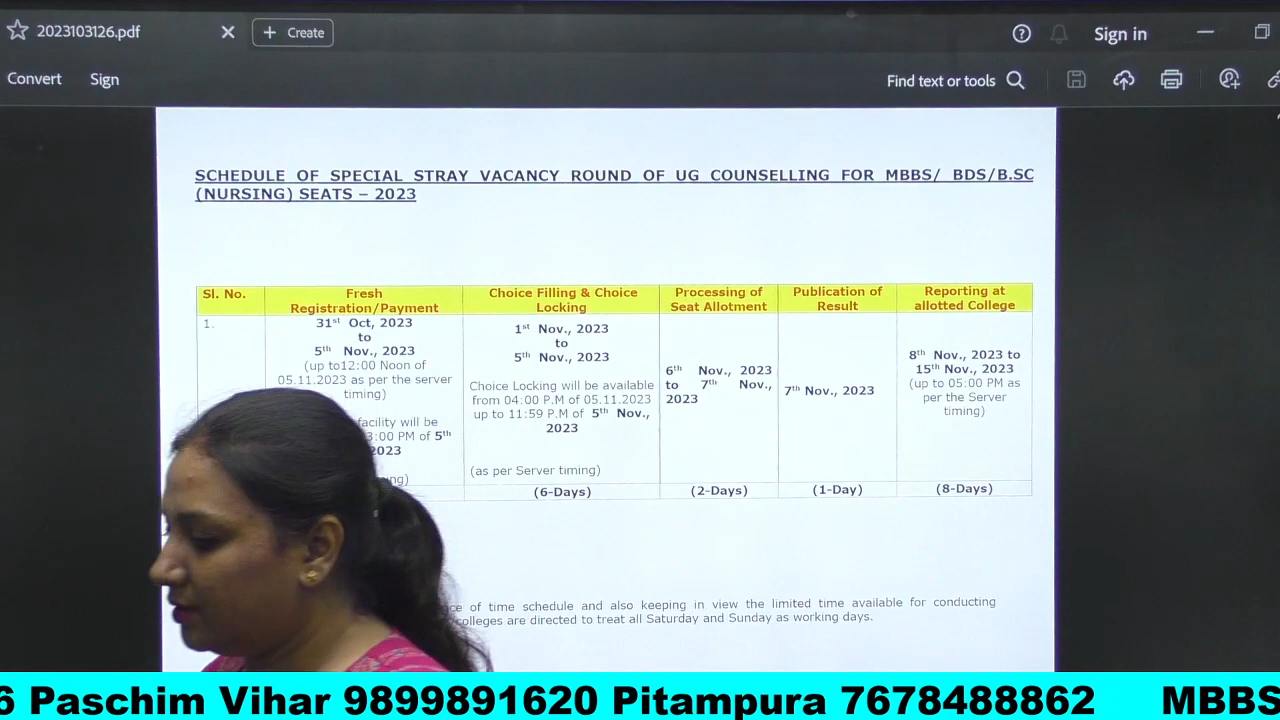 2023103126.pdf
Create
Sign in
Convert
Sign
Find text or tools
SCHEDULE OF SPECIAL STRAY VACANCY ROUND OF UG COUNSELLING FOR MBBS/ BDS/B.SC
(NURSING) SEATS – 2023
Sl. No.
Fresh
Registration/Payment
Choice Filling & Choice
Locking
Processing of
Seat Allotment
Publication of
Result
Reporting at
allotted College
1.
31st Oct, 2023
to
5th Nov., 2023
(up to12:00 Noon of
05.11.2023 as per the server
timing)
facility will be
3:00 PM of 5th
2023
1st Nov., 2023
to
5th Nov., 2023
Choice Locking will be available
from 04:00 P.M of 05.11.2023
up to 11:59 P.M of 5th Nov.,
2023
(as per Server timing)
6th Nov., 2023
to 7th Nov.,
2023
7th Nov., 2023
8th Nov., 2023 to
15th Nov., 2023
(up to 05:00 PM as
per the Server
timing)
(6-Days)
(2-Days)
(1-Day)
(8-Days)
of time schedule and also keeping in view the limited time available for conducting
colleges are directed to treat all Saturday and Sunday as working days.
6 Paschim Vihar 9899891620 Pitampura 7678488862 MBBS